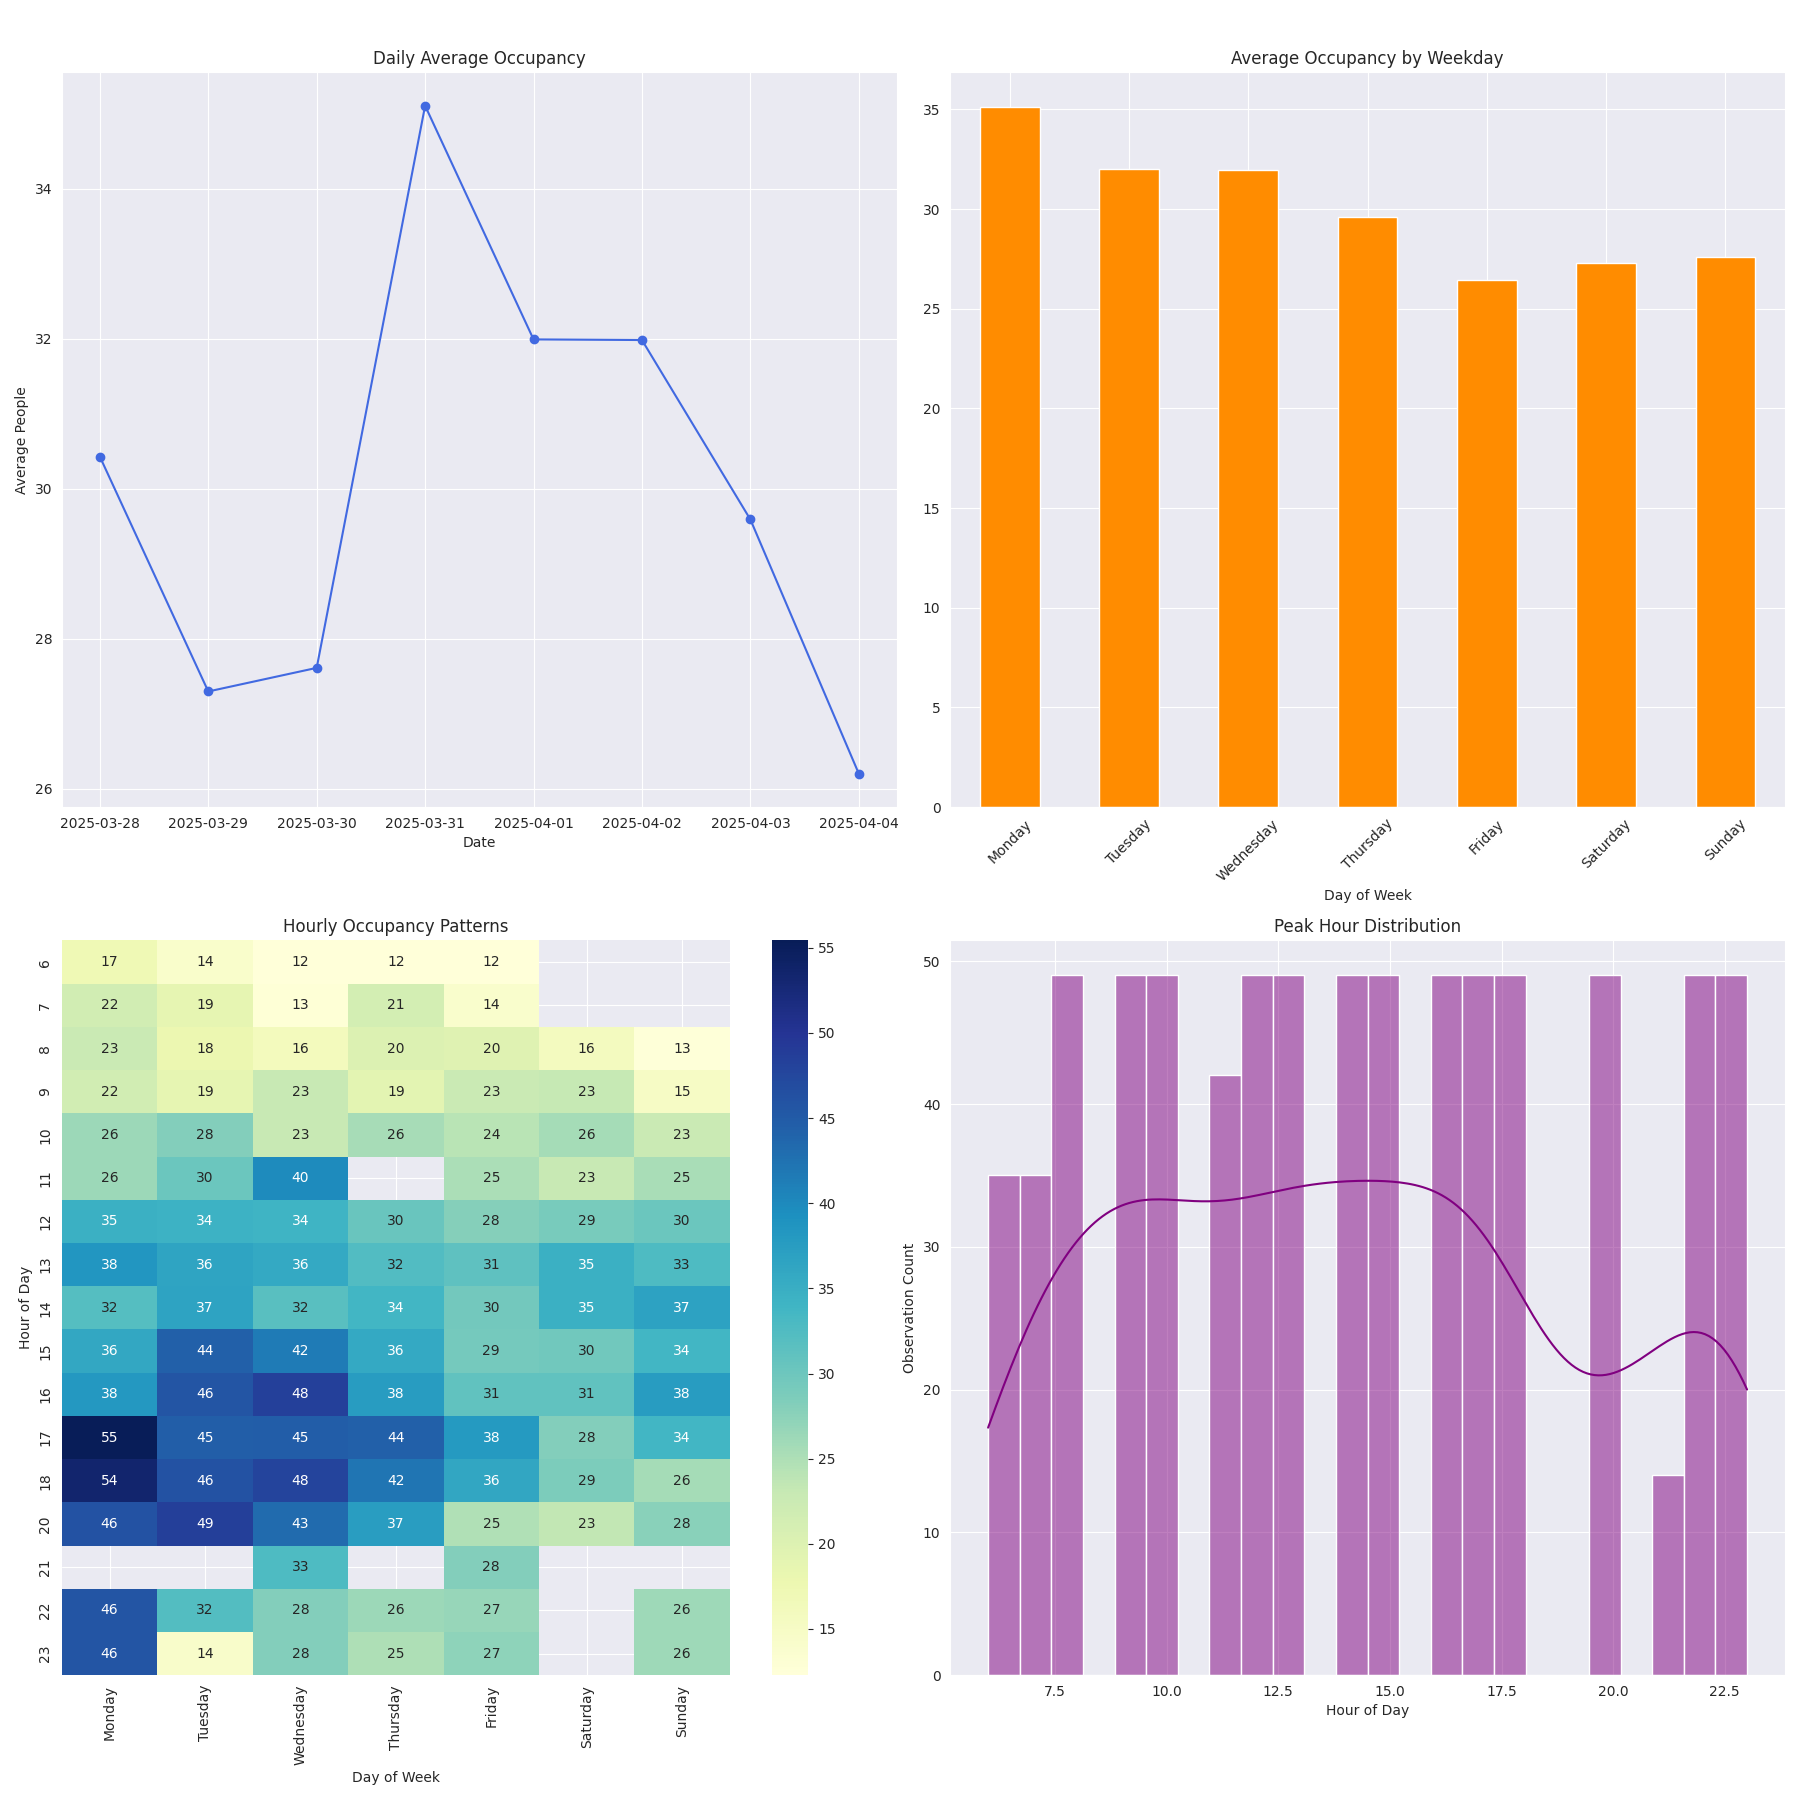 Daily Average Occupancy
34
32
30
28
26
Average People
2025-03-28 2025-03-29 2025-03-30 2025-03-31 2025-04-01 2025-04-02 2025-04-03 2025-04-04
Date
Average Occupancy by Weekday
35
30
25
20
15
10
5
0
Monday Tuesday Wednesday Thursday Friday Saturday Sunday
Day of Week
Hourly Occupancy Patterns
Hour of Day
6 17 14 12 12 12
7 22 19 13 21 14
8 23 18 16 20 20 16 13
9 22 19 23 19 23 23 15
10 26 28 23 26 24 26 23
11 26 30 40 25 23 25
12 35 34 34 30 28 29 30
13 38 36 36 32 31 35 33
14 32 37 32 34 30 35 37
15 36 44 42 36 29 30 34
16 38 46 48 38 31 31 38
17 55 45 45 44 38 28 34
18 54 46 48 42 36 29 26
20 46 49 43 37 25 23 28
21 33 28
22 46 32 28 26 27 26
23 46 14 28 25 27 26
Monday Tuesday Wednesday Thursday Friday Saturday Sunday
Day of Week
55
50
45
40
35
30
25
20
15
Peak Hour Distribution
50
40
30
20
10
0
Observation Count
7.5 10.0 12.5 15.0 17.5 20.0 22.5
Hour of Day